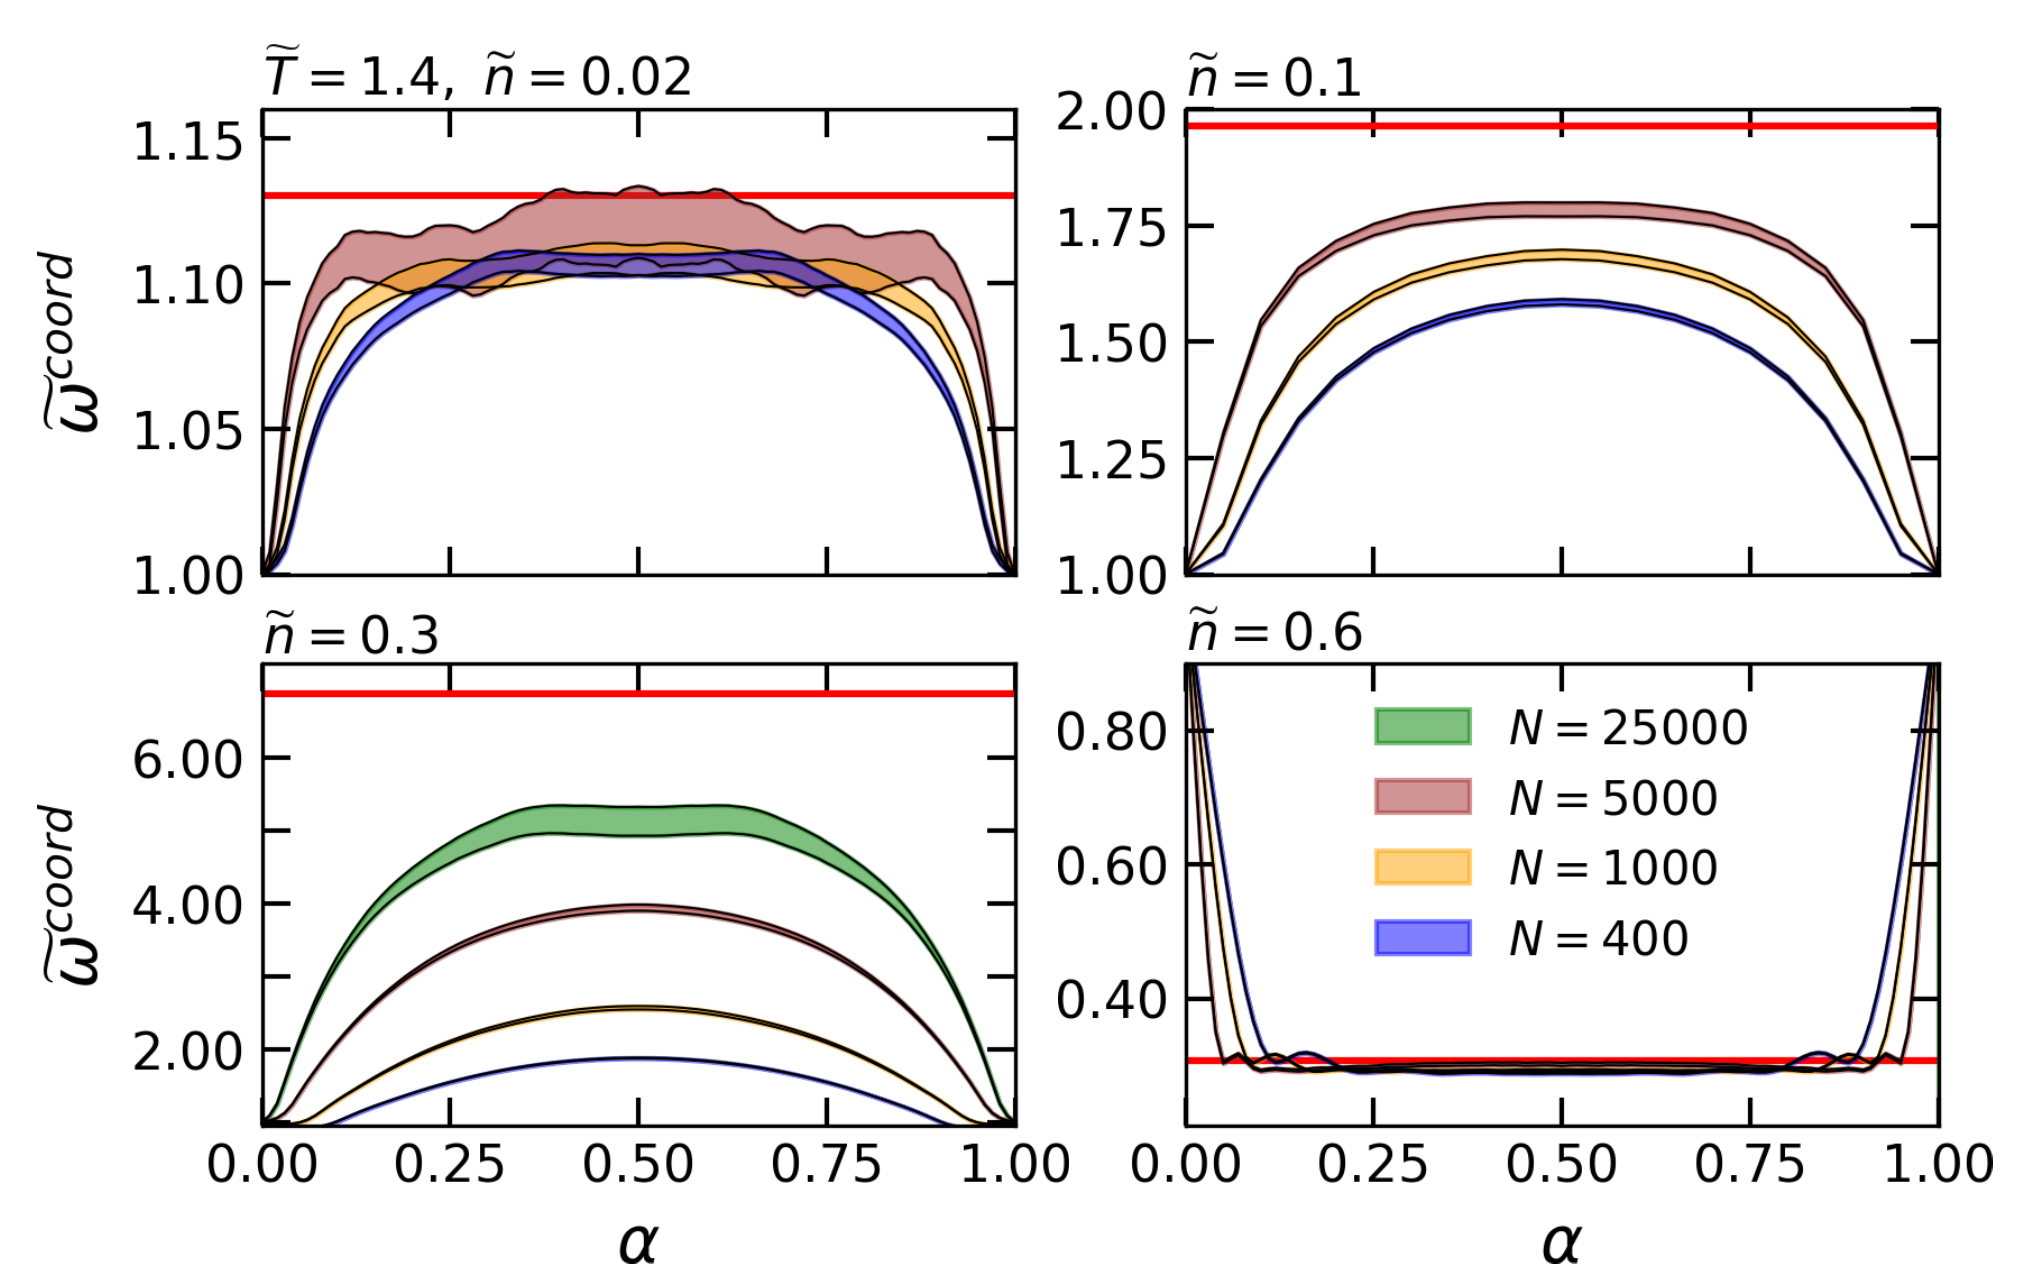 T̃ = 1.4, ñ = 0.02
ω̃^coord
1.15
1.10
1.05
1.00
ñ = 0.1
2.00
1.75
1.50
1.25
1.00
ñ = 0.3
ω̃^coord
6.00
4.00
2.00
0.00 0.25 0.50 0.75 1.00
α
ñ = 0.6
0.80
0.60
0.40
N = 25000
N = 5000
N = 1000
N = 400
0.00 0.25 0.50 0.75 1.00
α